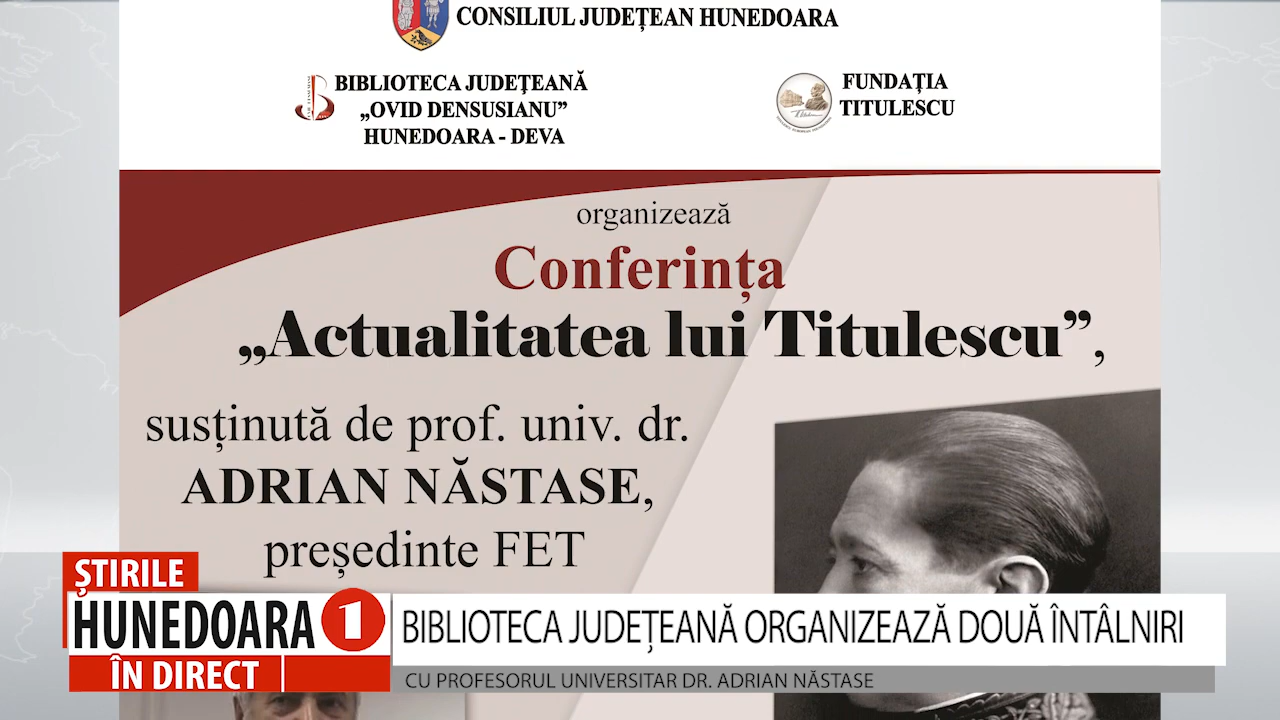 CONSILIUL JUDEȚEAN HUNEDOARA
BIBLIOTECA JUDEŢEANĂ
„OVID DENSUSIANU”
HUNEDOARA - DEVA
FUNDAȚIA
TITULESCU
organizează
Conferința
„Actualitatea lui Titulescu”,
susținută de prof. univ. dr.
ADRIAN NĂSTASE,
președinte FET
ȘTIRILE
HUNEDOARA 1
ÎN DIRECT
BIBLIOTECA JUDEȚEANĂ ORGANIZEAZĂ DOUĂ ÎNTÂLNIRI
CU PROFESORUL UNIVERSITAR DR. ADRIAN NĂSTASE